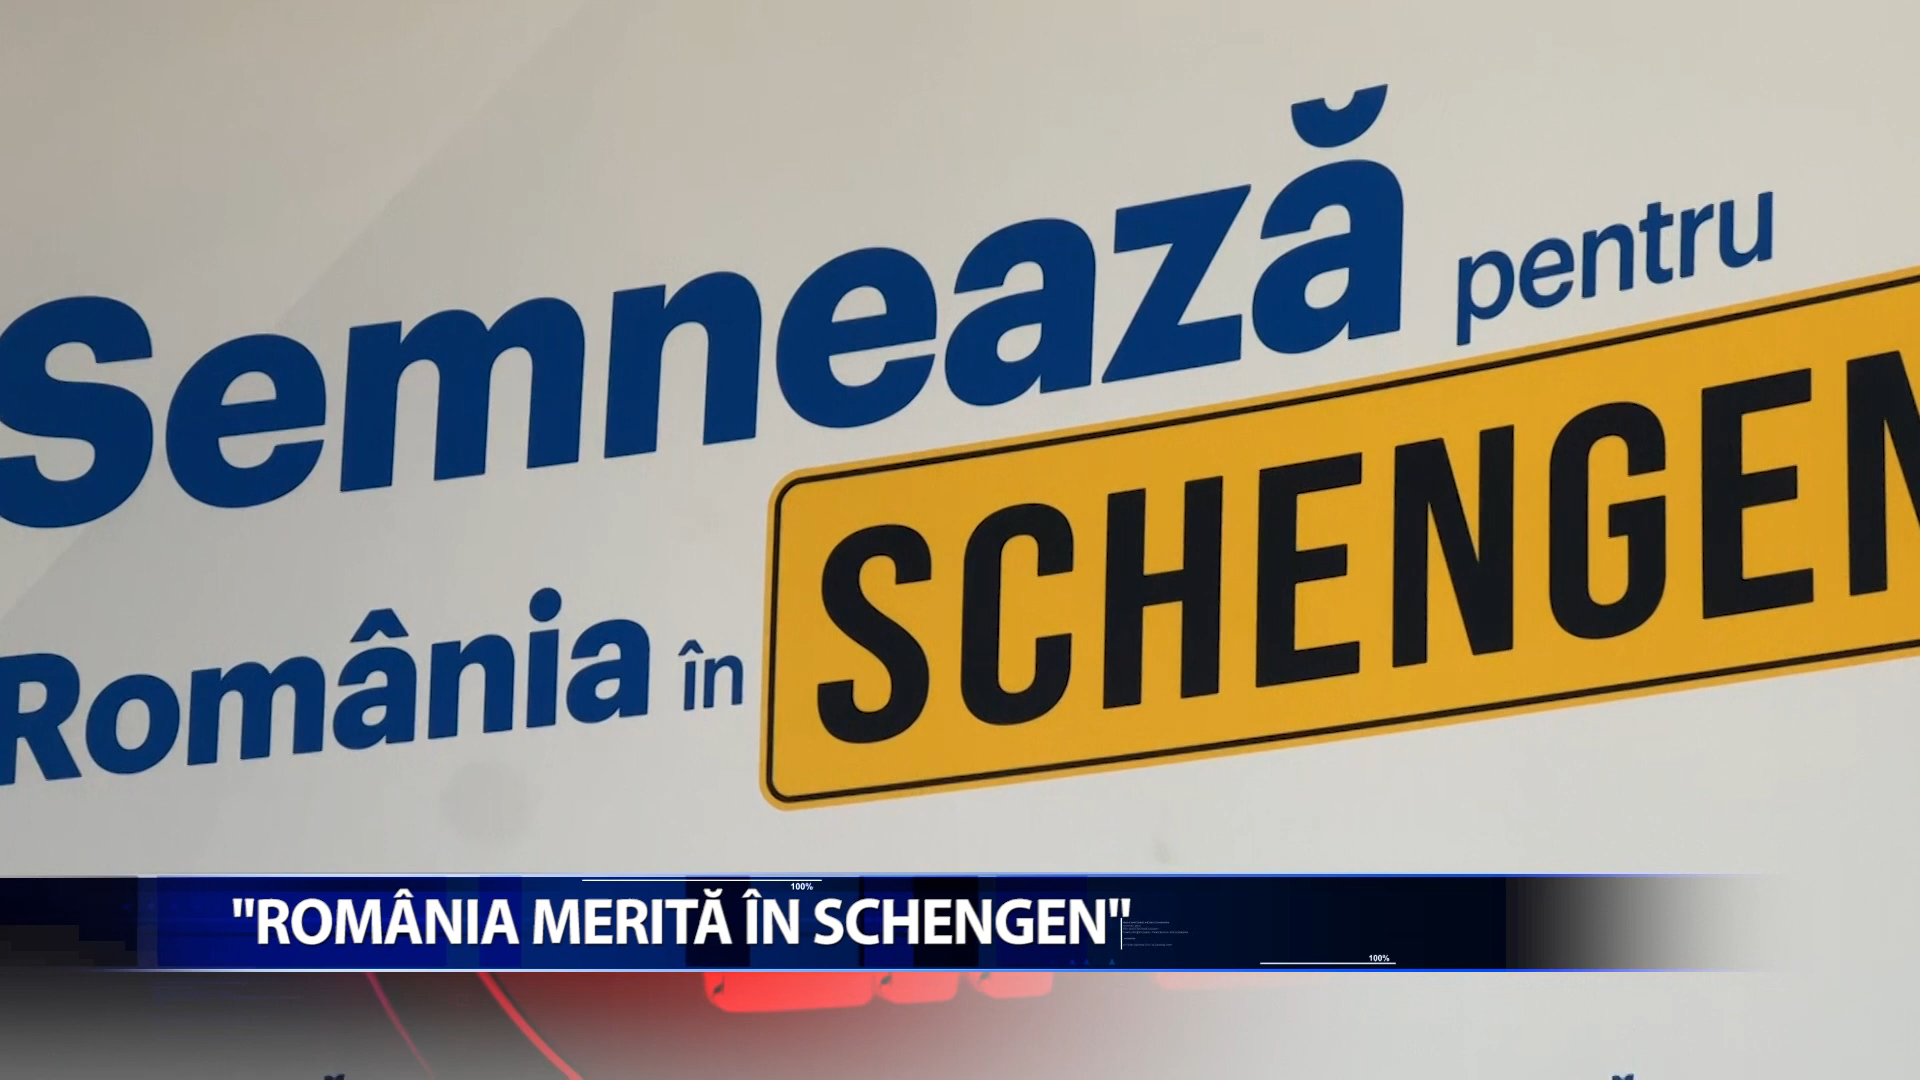 Semnează pentru
România în SCHENGEN
100%
"ROMÂNIA MERITĂ ÎN SCHENGEN"
100%